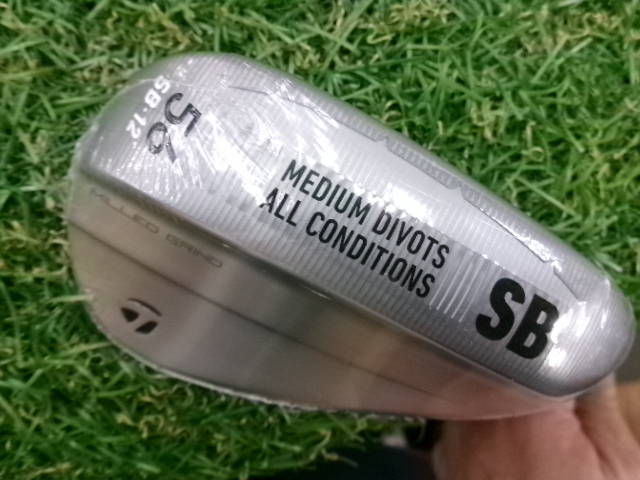 56
SB-12
MEDIUM DIVOTS
ALL CONDITIONS
SB
MILLED GRIND